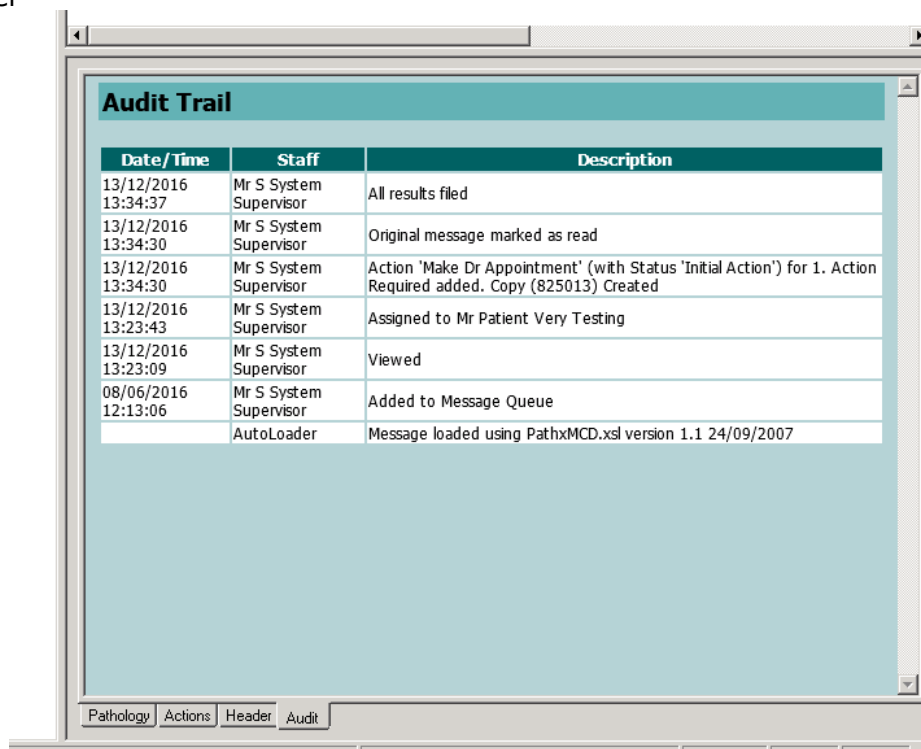 Audit Trail
Date/Time Staff Description
13/12/2016 Mr S System
13:34:37 Supervisor All results filed
13/12/2016 Mr S System
13:34:30 Supervisor Original message marked as read
13/12/2016 Mr S System Action 'Make Dr Appointment' (with Status 'Initial Action') for 1. Action
13:34:30 Supervisor Required added. Copy (825013) Created
13/12/2016 Mr S System
13:23:43 Supervisor Assigned to Mr Patient Very Testing
13/12/2016 Mr S System
13:23:09 Supervisor Viewed
08/06/2016 Mr S System
12:13:06 Supervisor Added to Message Queue
AutoLoader Message loaded using PathxMCD.xsl version 1.1 24/09/2007
Pathology Actions Header Audit